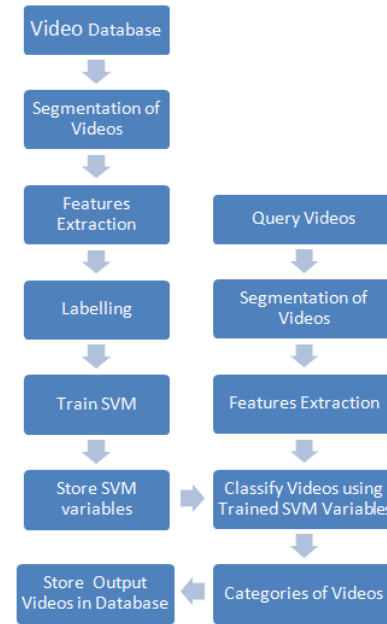 Video Database
Segmentation of
Videos
Features
Extraction
Labelling
Train SVM
Store SVM
variables
Query Videos
Segmentation of
Videos
Features Extraction
Classify Videos using
Trained SVM Variables
Categories of Videos
Store Output
Videos in Database